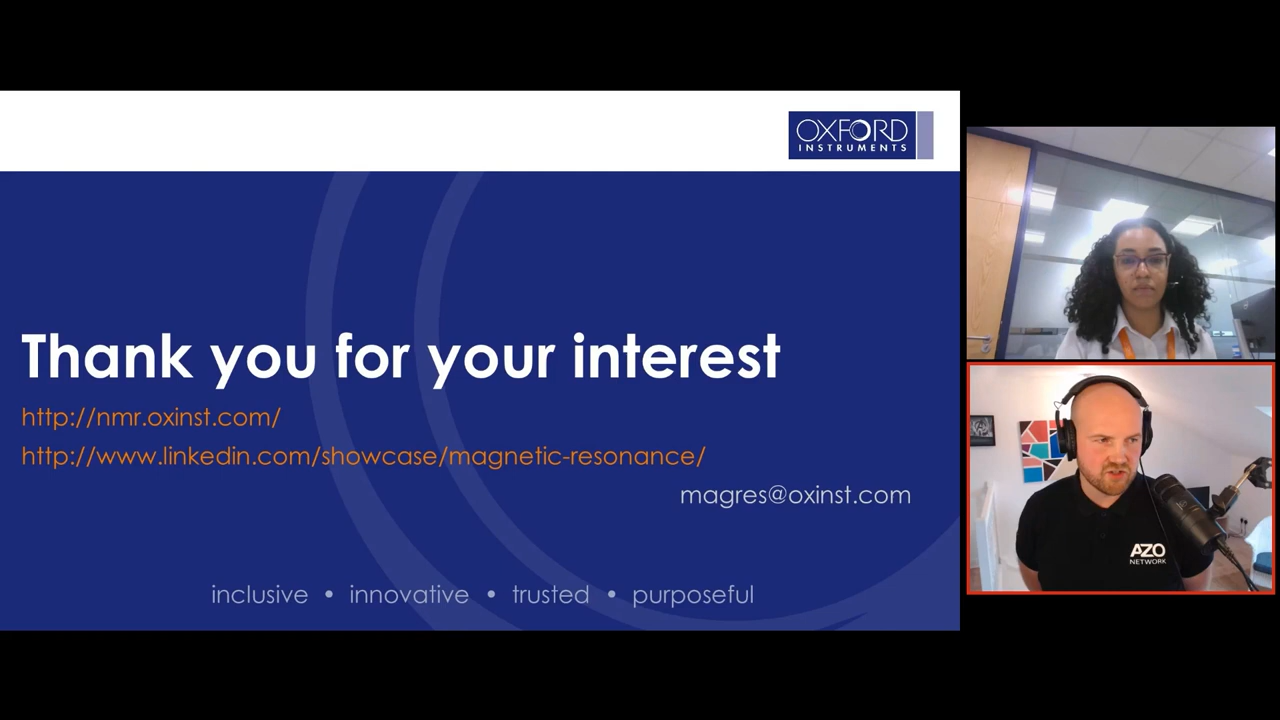 OXFORD
INSTRUMENTS
Thank you for your interest
http://nmr.oxinst.com/
http://www.linkedin.com/showcase/magnetic-resonance/
magres@oxinst.com
inclusive • innovative • trusted • purposeful
AZO
NETWORK